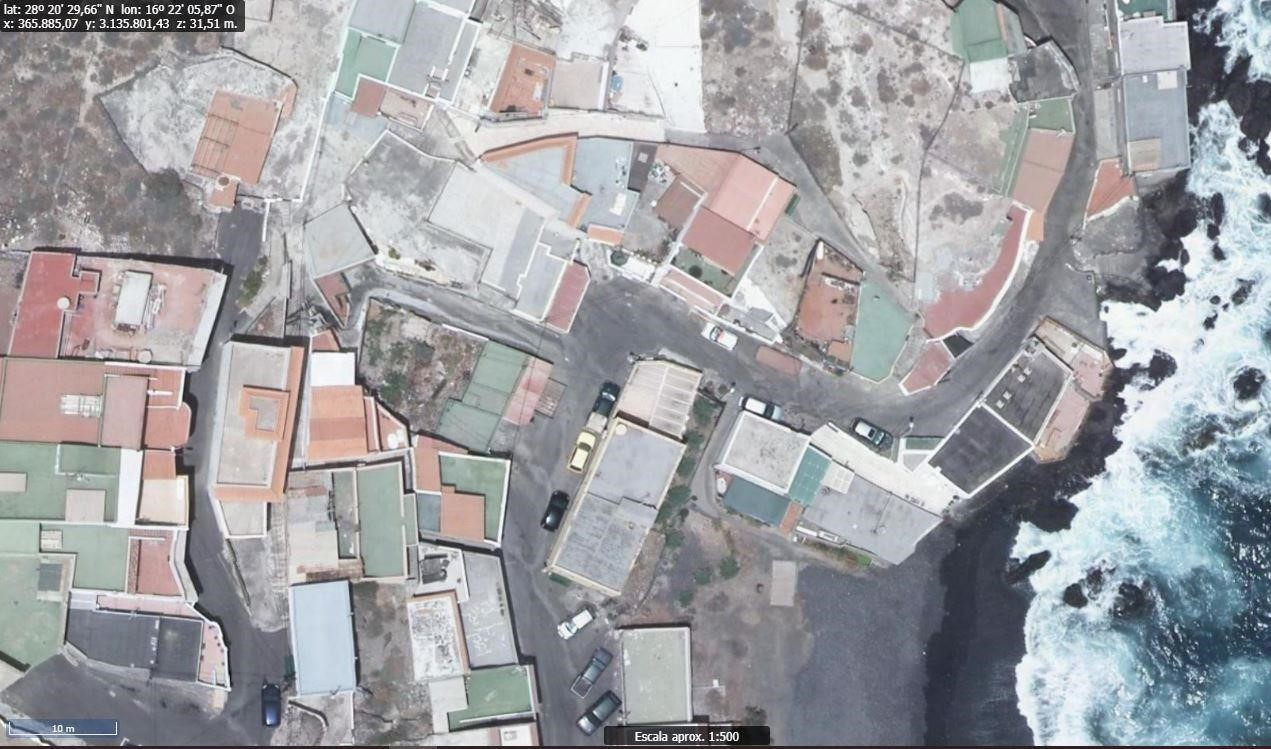 lat: 28º 20' 29,66" N lon: 16º 22' 05,87" O
x: 365.885,07 y: 3.135.801,43 z: 31,51 m.
10 m
Escala aprox. 1:500